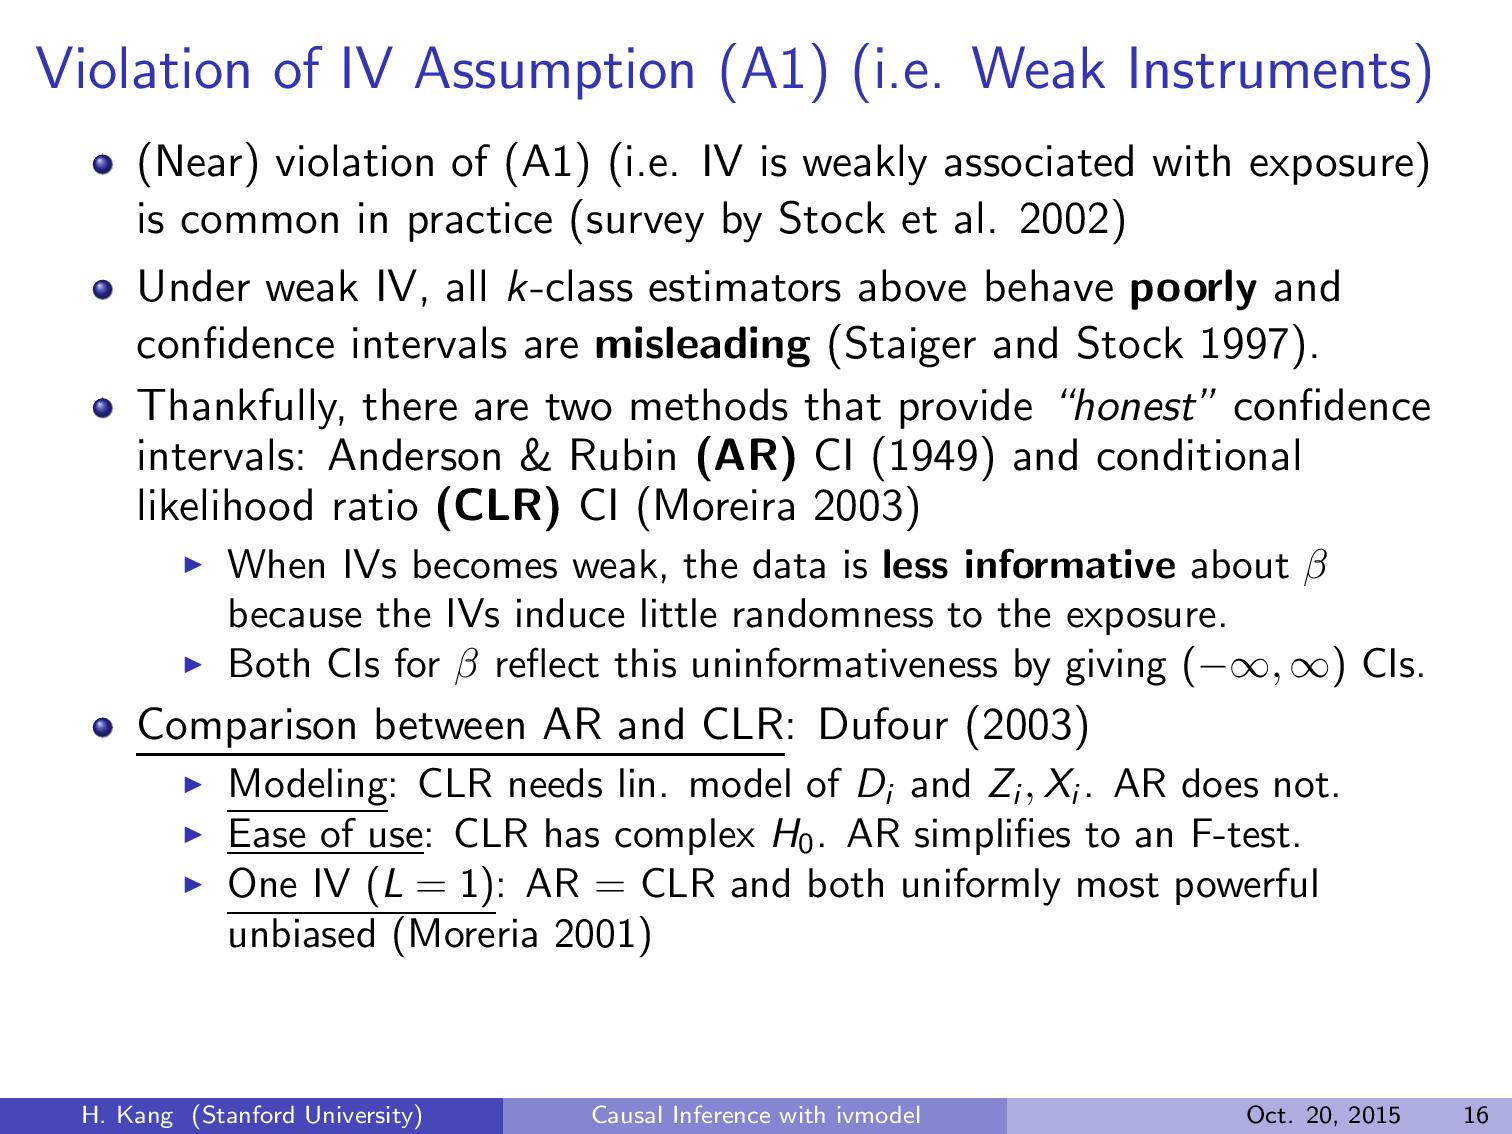 Violation of IV Assumption (A1) (i.e. Weak Instruments)
(Near) violation of (A1) (i.e. IV is weakly associated with exposure)
is common in practice (survey by Stock et al. 2002)
Under weak IV, all k-class estimators above behave poorly and
confidence intervals are misleading (Staiger and Stock 1997).
Thankfully, there are two methods that provide “honest” confidence
intervals: Anderson & Rubin (AR) CI (1949) and conditional
likelihood ratio (CLR) CI (Moreira 2003)
When IVs becomes weak, the data is less informative about β
because the IVs induce little randomness to the exposure.
Both CIs for β reflect this uninformativeness by giving (−∞, ∞) CIs.
Comparison between AR and CLR: Dufour (2003)
Modeling: CLR needs lin. model of Dᵢ and Zᵢ, Xᵢ. AR does not.
Ease of use: CLR has complex H₀. AR simplifies to an F-test.
One IV (L = 1): AR = CLR and both uniformly most powerful
unbiased (Moreria 2001)
H. Kang (Stanford University) Causal Inference with ivmodel Oct. 20, 2015 16